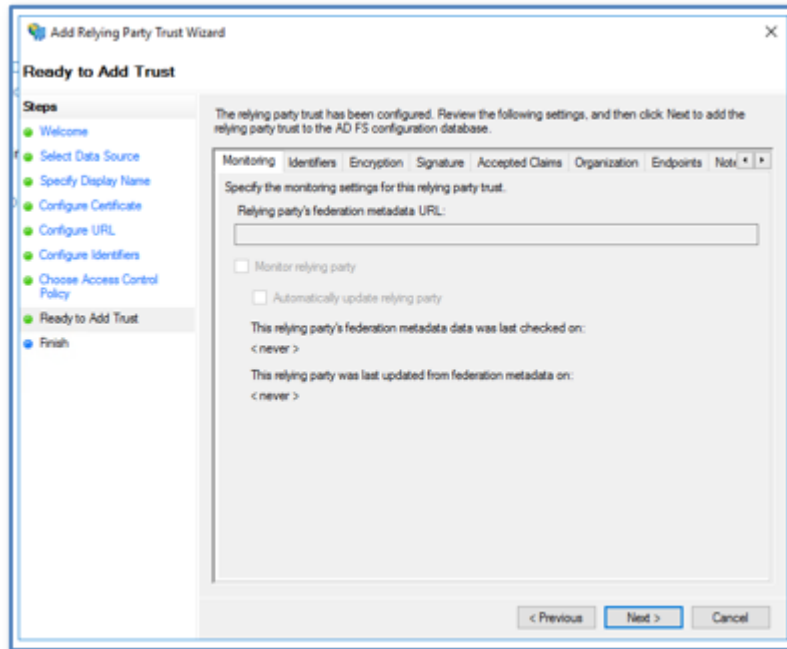 Add Relying Party Trust Wizard
Ready to Add Trust
Steps
Welcome
Select Data Source
Specify Display Name
Configure Certificate
Configure URL
Configure Identifiers
Choose Access Control
Policy
Ready to Add Trust
Finish
The relying party trust has been configured. Review the following settings, and then click Next to add the
relying party trust to the AD FS configuration database.
Monitoring Identifiers Encryption Signature Accepted Claims Organization Endpoints Note
Specify the monitoring settings for this relying party trust.
Relying party's federation metadata URL:
Monitor relying party
Automatically update relying party
This relying party's federation metadata data was last checked on:
< never >
This relying party was last updated from federation metadata on:
< never >
< Previous Next > Cancel